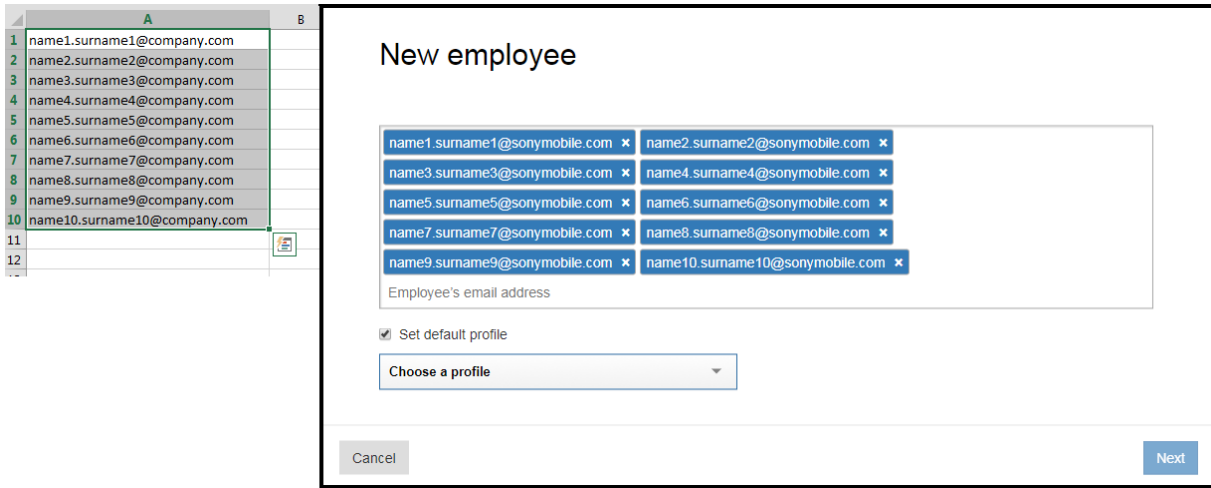 A B
1 name1.surname1@company.com
2 name2.surname2@company.com
3 name3.surname3@company.com
4 name4.surname4@company.com
5 name5.surname5@company.com
6 name6.surname6@company.com
7 name7.surname7@company.com
8 name8.surname8@company.com
9 name9.surname9@company.com
10 name10.surname10@company.com
11
12
New employee
name1.surname1@sonymobile.com × name2.surname2@sonymobile.com ×
name3.surname3@sonymobile.com × name4.surname4@sonymobile.com ×
name5.surname5@sonymobile.com × name6.surname6@sonymobile.com ×
name7.surname7@sonymobile.com × name8.surname8@sonymobile.com ×
name9.surname9@sonymobile.com × name10.surname10@sonymobile.com ×
Employee's email address
Set default profile
Choose a profile
Cancel Next